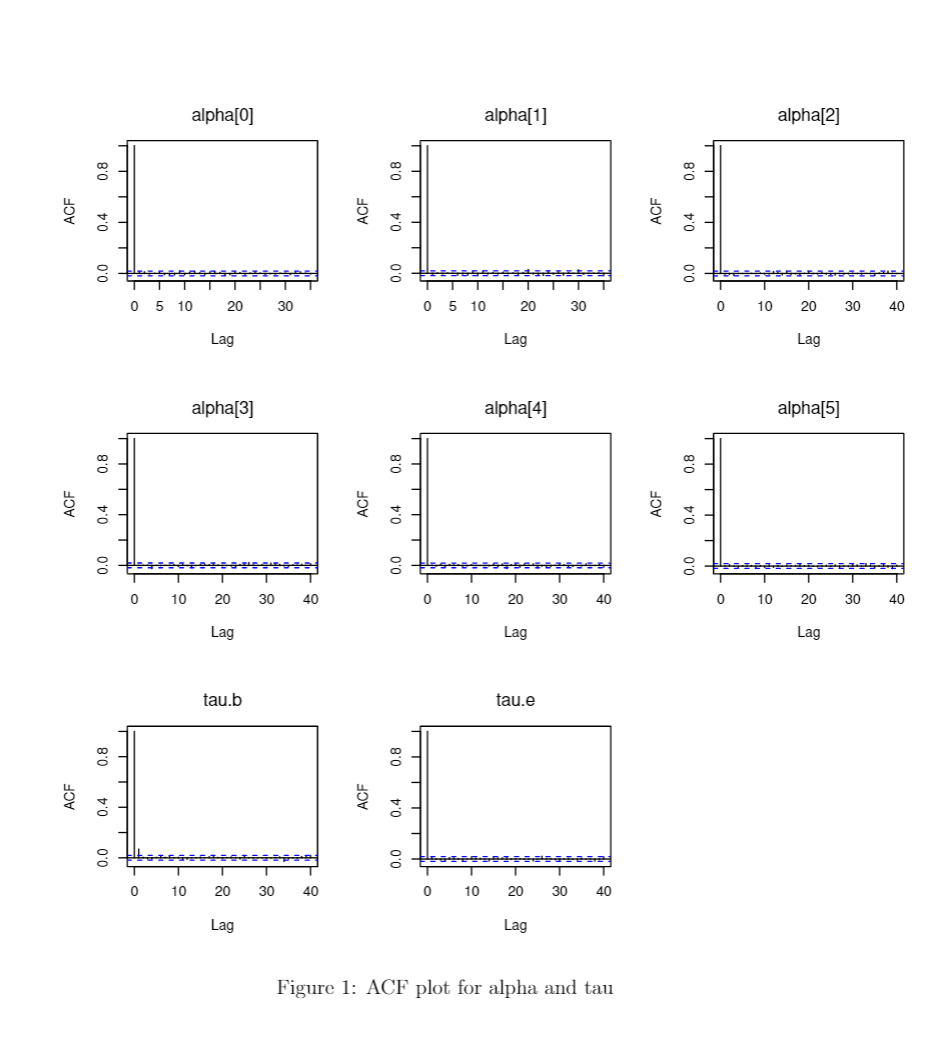 alpha[0] alpha[1] alpha[2]
ACF ACF ACF
0.8 0.8 0.8
0.4 0.4 0.4
0.0 0.0 0.0
0 5 10 20 30 0 5 10 20 30 0 10 20 30 40
Lag Lag Lag
alpha[3] alpha[4] alpha[5]
ACF ACF ACF
0.8 0.8 0.8
0.4 0.4 0.4
0.0 0.0 0.0
0 10 20 30 40 0 10 20 30 40 0 10 20 30 40
Lag Lag Lag
tau.b tau.e
ACF ACF
0.8 0.8
0.4 0.4
0.0 0.0
0 10 20 30 40 0 10 20 30 40
Lag Lag
Figure 1: ACF plot for alpha and tau